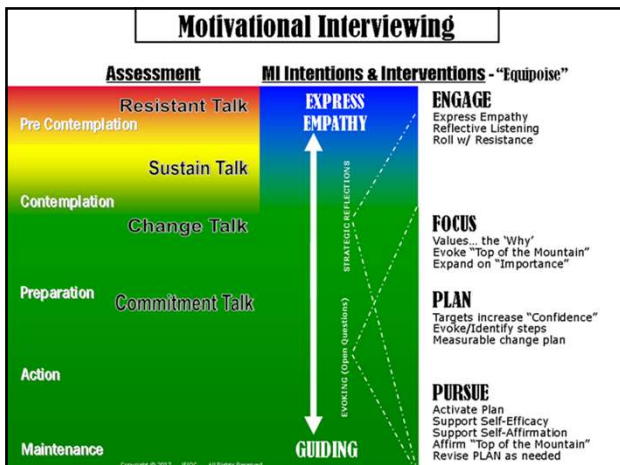 Motivational Interviewing
Assessment
MI Intentions & Interventions - “Equipoise”
Resistant Talk
Pre Contemplation
Sustain Talk
Contemplation
Change Talk
Preparation
Commitment Talk
Action
Maintenance
EXPRESS
EMPATHY
STRATEGIC REFLECTIONS
EVOKING (Open Questions)
GUIDING
ENGAGE
Express Empathy
Reflective Listening
Roll w/ Resistance
FOCUS
Values... the ‘Why’
Evoke “Top of the Mountain”
Expand on “Importance”
PLAN
Targets increase “Confidence”
Evoke/Identify steps
Measurable change plan
PURSUE
Activate Plan
Support Self-Efficacy
Support Self-Affirmation
Affirm “Top of the Mountain”
Revise PLAN as needed